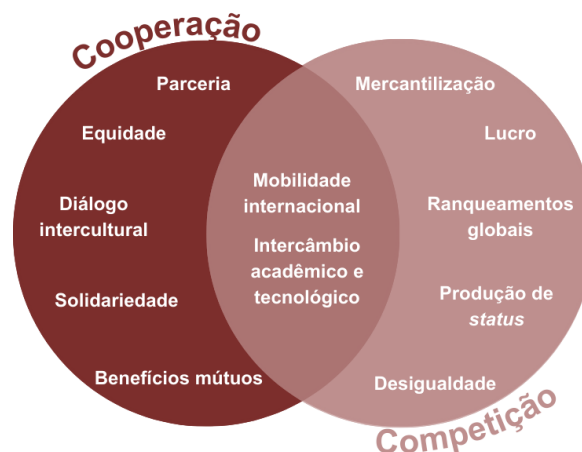 Cooperação
Parceria
Equidade
Diálogo
intercultural
Solidariedade
Benefícios mútuos
Mobilidade
internacional
Intercâmbio
acadêmico e
tecnológico
Mercantilização
Lucro
Ranqueamentos
globais
Produção de
status
Desigualdade
Competição